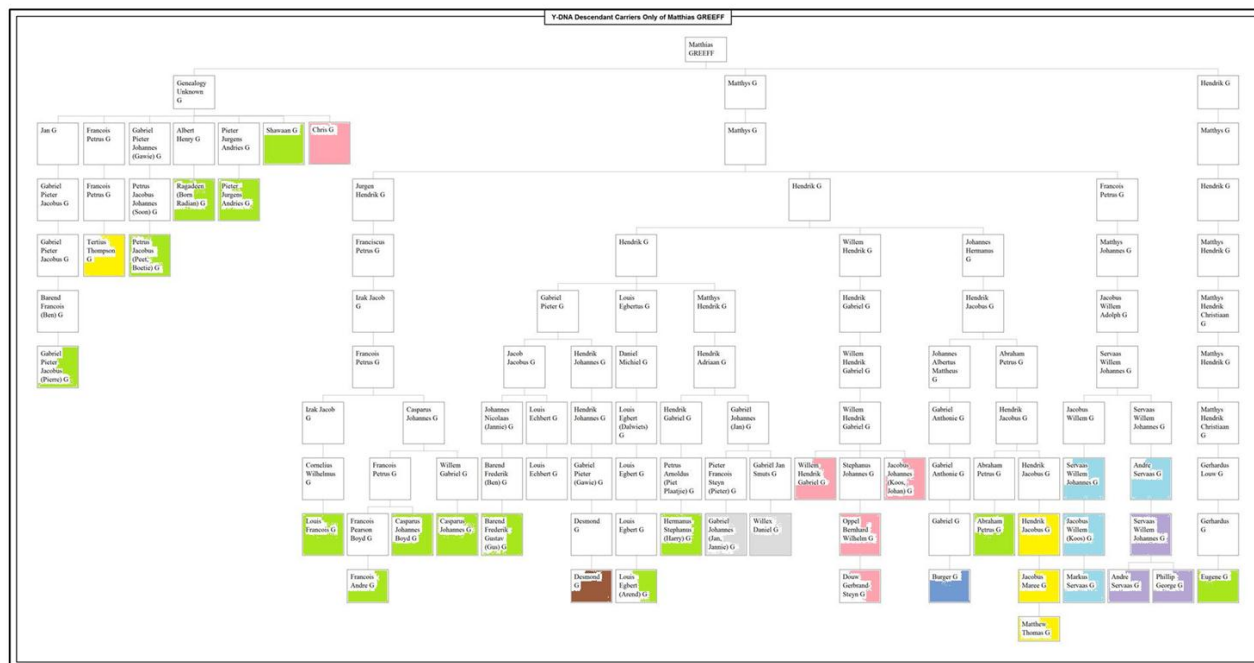 Y-DNA Descendant Carriers Only of Matthias GREEFF
Matthias
GREEFF
Genealogy
Unknown
G
Matthys G
Hendrik G
Jan G
Francois
Petrus G
Gabriel
Pieter
Johannes
(Gawie) G
Albert
Henry G
Pieter
Jurgens
Andries G
Shawaan G
Chris G
Matthys G
Matthys G
Gabriel
Pieter
Jacobus G
Francois
Petrus G
Petrus
Jacobus
Johannes
(Soon) G
Ragadeen
(Born
Radian) G
Pieter
Jurgens
Andries G
Jurgen
Hendrik G
Hendrik G
Francois
Petrus G
Hendrik G
Gabriel
Pieter
Jacobus G
Tertius
Thompson
G
Petrus
Jacobus
(Peet,
Boetie) G
Franciscus
Petrus G
Hendrik G
Willem
Hendrik G
Johannes
Hermanus
G
Matthys
Johannes G
Matthys
Hendrik G
Barend
Francois
(Ben) G
Izak Jacob
G
Gabriel
Pieter G
Louis
Egbertus G
Matthys
Hendrik G
Hendrik
Gabriel G
Hendrik
Jacobus G
Jacobus
Willem
Adolph G
Matthys
Hendrik
Christiaan
G
Gabriel
Pieter
Jacobus
(Pierre) G
Francois
Petrus G
Jacob
Jacobus G
Hendrik
Johannes G
Daniel
Michiel G
Hendrik
Adriaan G
Willem
Hendrik
Gabriel G
Johannes
Albertus
Mattheus
G
Abraham
Petrus G
Servaas
Willem
Johannes G
Matthys
Hendrik G
Izak Jacob
G
Casparus
Johannes G
Johannes
Nicolaas
(Jannie) G
Louis
Echbert G
Hendrik
Johannes G
Louis
Egbert
(Dalwiets)
G
Hendrik
Gabriel G
Gabriël
Johannes
(Jan) G
Willem
Hendrik
Gabriel G
Gabriel
Anthonie G
Hendrik
Jacobus G
Jacobus
Willem G
Servaas
Willem
Johannes G
Matthys
Hendrik
Christiaan
G
Cornelius
Wilhelmus
G
Francois
Petrus G
Willem
Gabriel G
Barend
Frederik
(Ben) G
Louis
Echbert G
Gabriel
Pieter
(Gawie) G
Louis
Egbert G
Petrus
Arnoldus
(Piet
Plaatjie) G
Pieter
Francois
Steyn
(Pieter) G
Gabriël Jan
Smuts G
Willem
Hendrik
Gabriel G
Stephanus
Johannes G
Jacobus
Johannes
(Koos,
Johan) G
Gabriel
Anthonie G
Abraham
Petrus G
Hendrik
Jacobus G
Servaas
Willem
Johannes G
Andre
Servaas G
Gerhardus
Louw G
Louis
Francois G
Francois
Pearson
Boyd G
Casparus
Johannes
Boyd G
Casparus
Johannes G
Barend
Frederik
Gustav
(Gus) G
Desmond
G
Louis
Egbert G
Hermanus
Stephanus
(Harry) G
Gabriel
Johannes
(Jan,
Jannie) G
Willex
Daniel G
Oppel
Bernhard
Wilhelm G
Gabriel G
Abraham
Petrus G
Hendrik
Jacobus G
Jacobus
Willem
(Koos) G
Servaas
Willem
Johannes G
Gerhardus
G
Francois
Andre G
Desmond
G
Louis
Egbert
(Arend) G
Douw
Gerbrand
Steyn G
Burger G
Jacobus
Maree G
Markus
Servaas G
Andre
Servaas G
Phillip
George G
Eugene G
Matthew
Thomas G